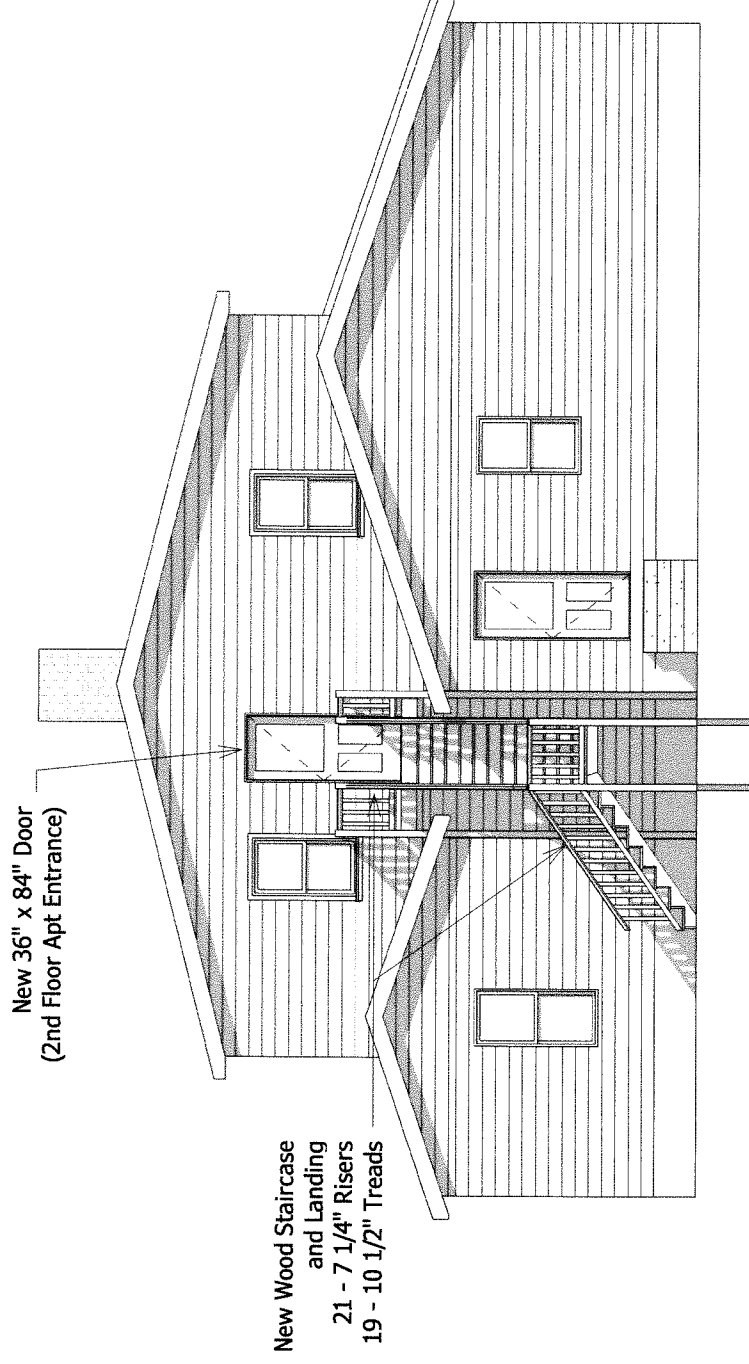 New 36" x 84" Door
(2nd Floor Apt Entrance)
New Wood Staircase
and Landing
21 - 7 1/4" Risers
19 - 10 1/2" Treads